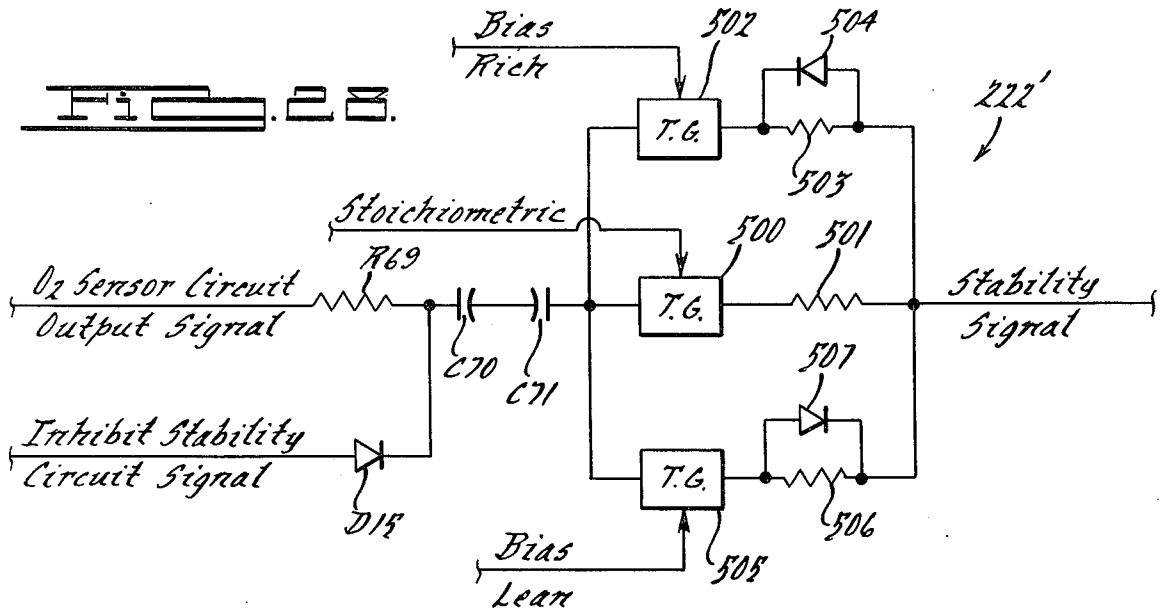 Fig. 28.
Bias
Rich
502
504
222'
T.G.
503
Stoichiometric
500
501
R69
O2 Sensor Circuit
Output Signal
T.G.
Stability
Signal
C70
C71
507
Inhibit Stability
Circuit Signal
D15
T.G.
506
505
Bias
Lean